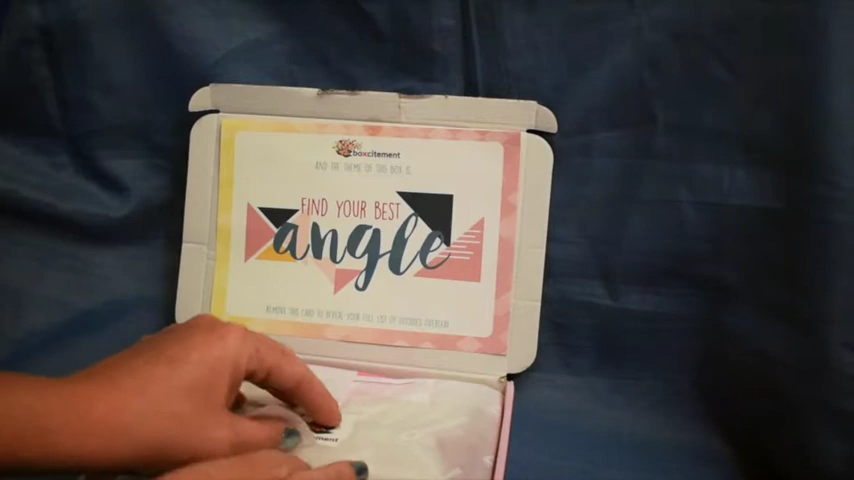 boxcitement
AND THE THEME OF THIS BOX IS
FIND YOUR BEST
angle
REMOVE THIS CARD TO REVEAL YOUR FULL LIST OF GOODIES OVERLEAF